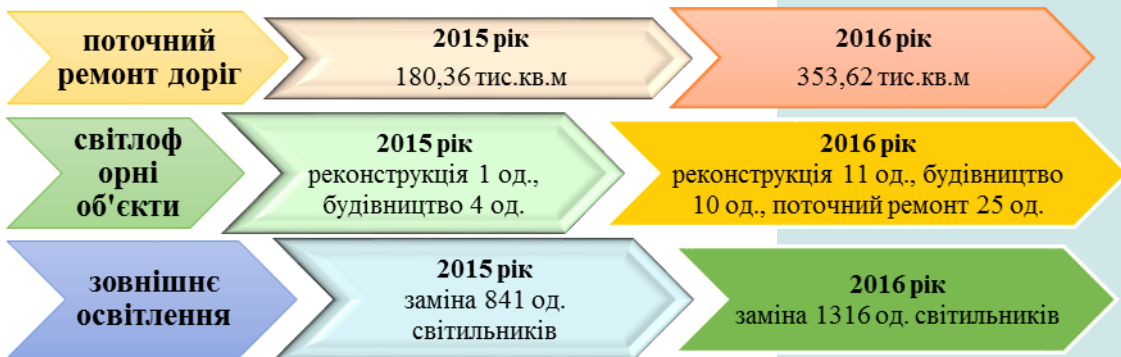 поточний
ремонт доріг
2015 рік
180,36 тис.кв.м
2016 рік
353,62 тис.кв.м
світлоф
орні
об'єкти
2015 рік
реконструкція 1 од.,
будівництво 4 од.
2016 рік
реконструкція 11 од., будівництво
10 од., поточний ремонт 25 од.
зовнішнє
освітлення
2015 рік
заміна 841 од.
світильників
2016 рік
заміна 1316 од. світильників